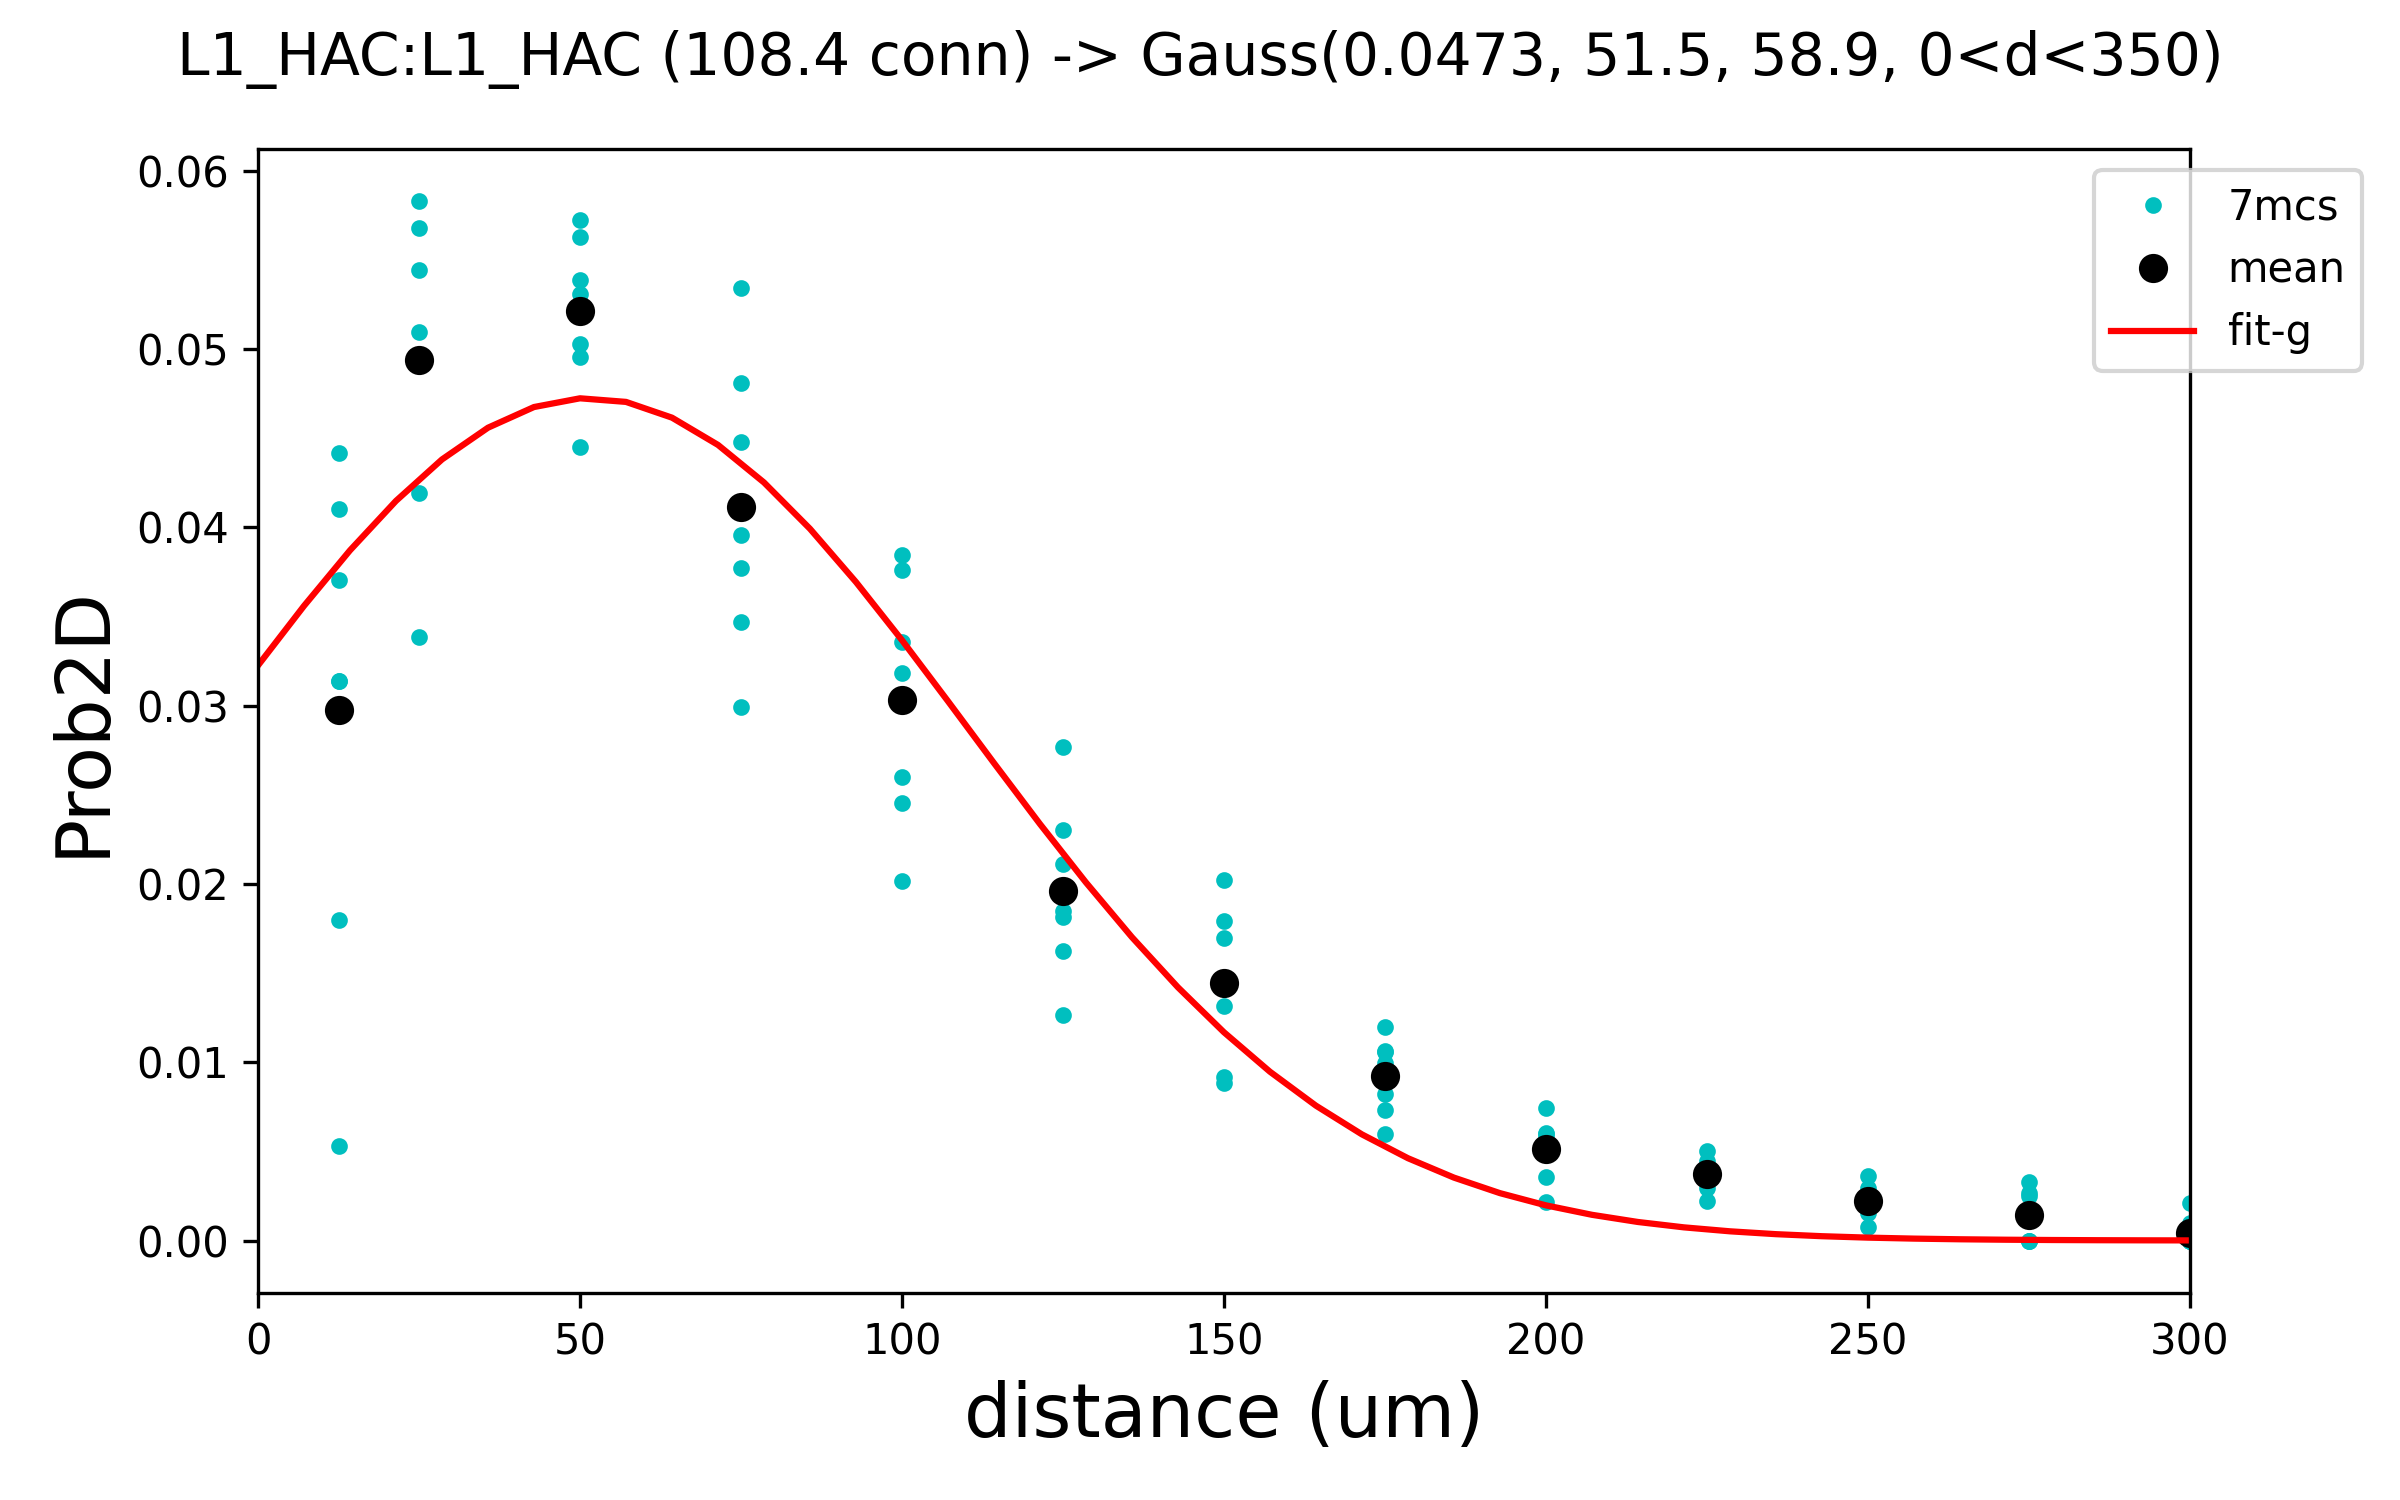 L1_HAC:L1_HAC (108.4 conn) -> Gauss(0.0473, 51.5, 58.9, 0<d<350)
7mcs
mean
fit-g
0.06
0.05
0.04
0.03
0.02
0.01
0.00
Prob2D
0 50 100 150 200 250 300
distance (um)